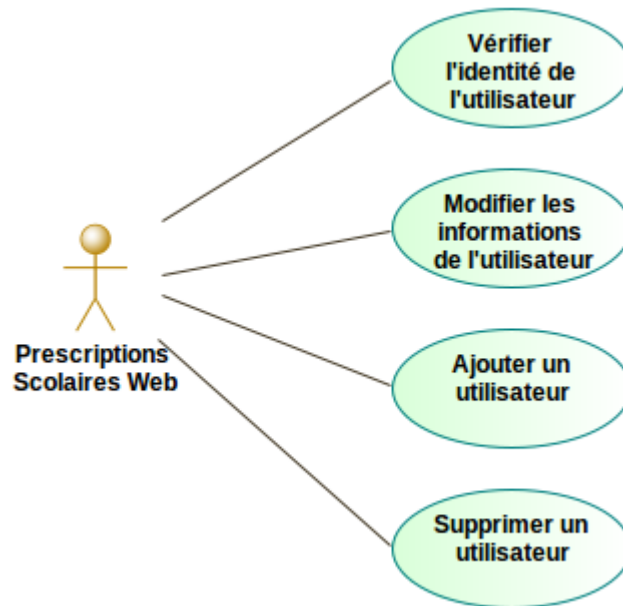 Vérifier
l'identité de
l'utilisateur
Modifier les
informations
de l'utilisateur
Prescriptions
Scolaires Web
Ajouter un
utilisateur
Supprimer un
utilisateur